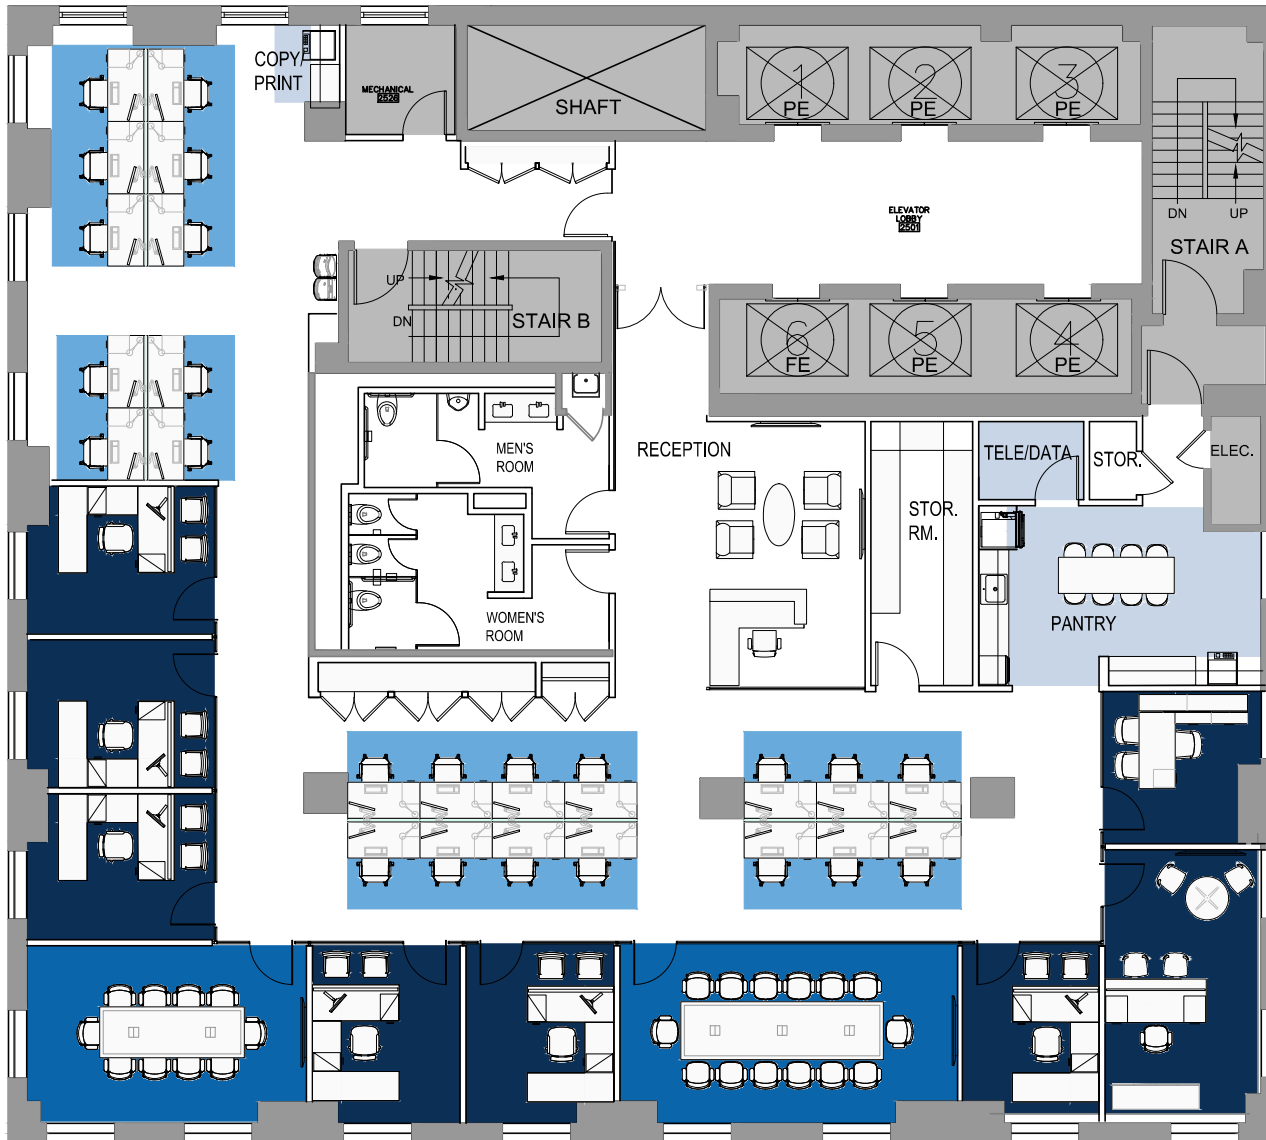 COPY/
PRINT
MECHANICAL
2526
SHAFT
1
PE
2
PE
3
PE
DN
UP
STAIR A
ELEVATOR
LOBBY
2501
UP
DN
STAIR B
6
FE
5
PE
4
PE
MEN'S
ROOM
RECEPTION
TELE/DATA
STOR.
ELEC.
STOR.
RM.
WOMEN'S
ROOM
PANTRY